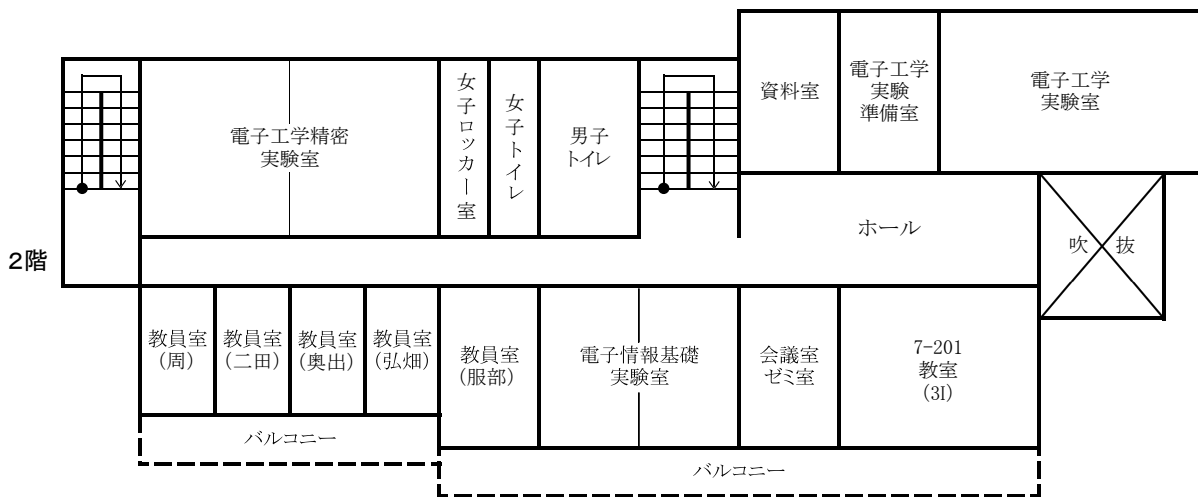 2階
電子工学精密
実験室
女子ロッカー室
女子トイレ
男子
トイレ
資料室
電子工学
実験
準備室
電子工学
実験室
ホール
吹 抜
教員室
(周)
教員室
(二田)
教員室
(奥出)
教員室
(弘畑)
教員室
(服部)
電子情報基礎
実験室
会議室
ゼミ室
7-201
教室
(3I)
バルコニー
バルコニー